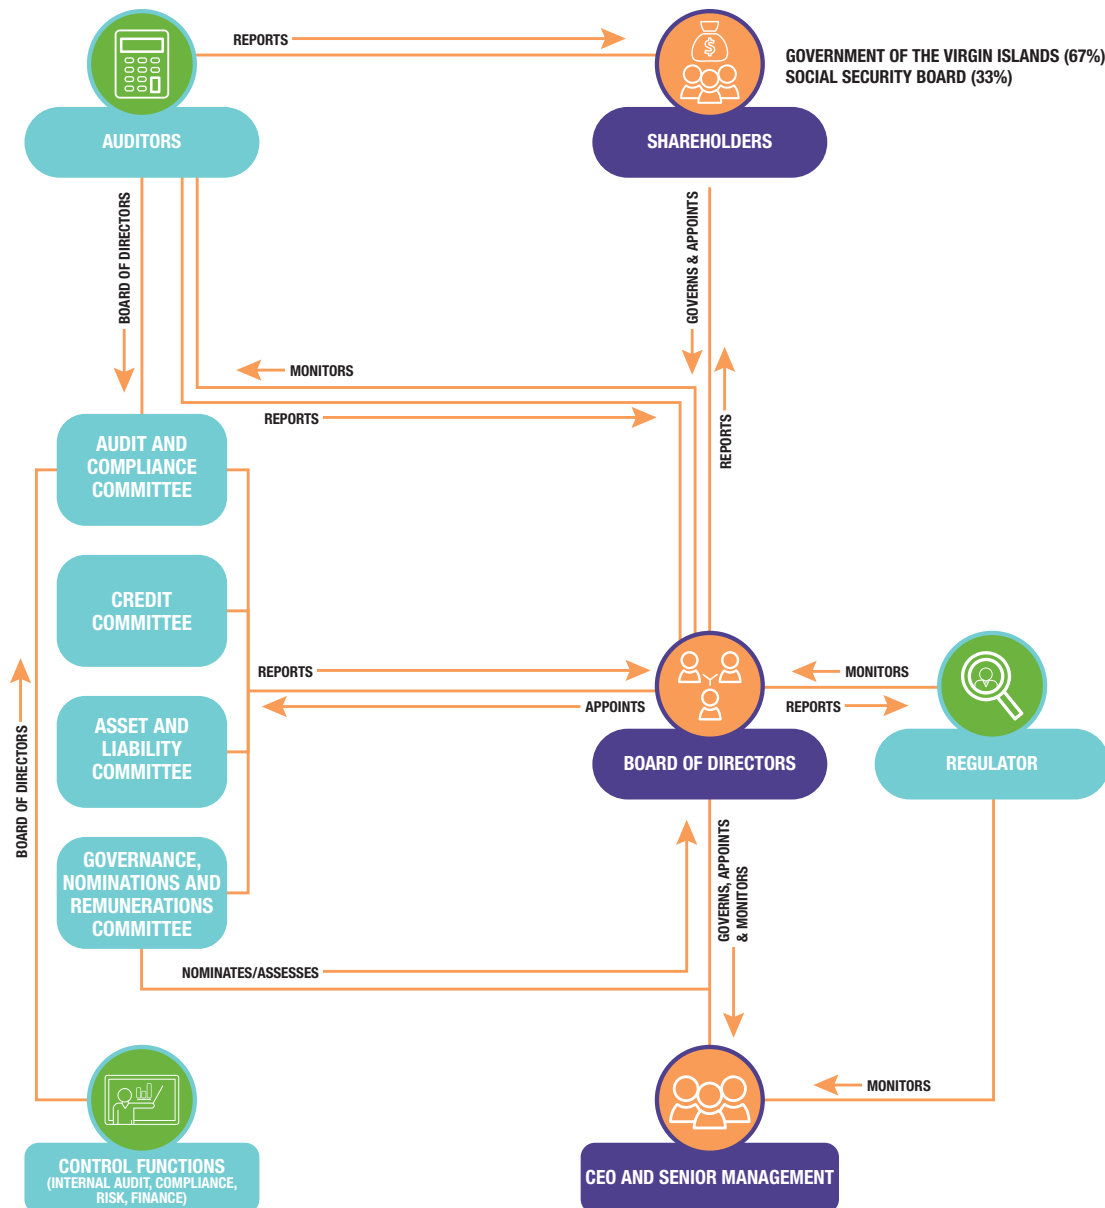 REPORTS
GOVERNMENT OF THE VIRGIN ISLANDS (67%)
SOCIAL SECURITY BOARD (33%)
$
AUDITORS
SHAREHOLDERS
BOARD OF DIRECTORS
GOVERNS & APPOINTS
MONITORS
REPORTS
REPORTS
AUDIT AND
COMPLIANCE
COMMITTEE
CREDIT
COMMITTEE
REPORTS
MONITORS
APPOINTS
REPORTS
ASSET AND
LIABILITY
COMMITTEE
BOARD OF DIRECTORS
REGULATOR
BOARD OF DIRECTORS
GOVERNANCE,
NOMINATIONS AND
REMUNERATIONS
COMMITTEE
GOVERNS, APPOINTS
& MONITORS
NOMINATES/ASSESSES
MONITORS
CONTROL FUNCTIONS
(INTERNAL AUDIT, COMPLIANCE,
RISK, FINANCE)
CEO AND SENIOR MANAGEMENT